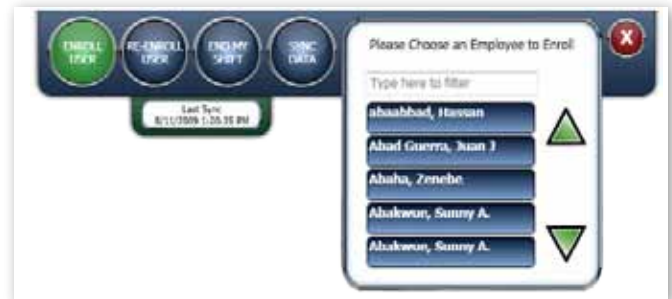 ENROLL
USER
RE-ENROLL
USER
END MY
SHIFT
SYNC
DATA
Last Sync
8/11/2009 1:20:35 PM
Please Choose an Employee to Enroll
X
Type here to filter
abaabbad, Hassan
Abad Guerra, Juan J
Abaha, Zenebe
Abakwue, Sunny A.
Abakwue, Sunny A.